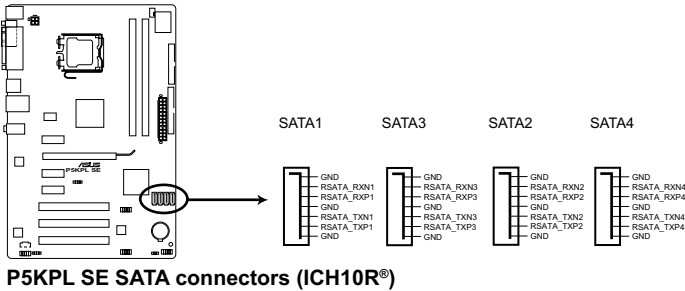 SATA1 SATA3 SATA2 SATA4
GND GND GND GND
RSATA_RXN1 RSATA_RXN3 RSATA_RXN2 RSATA_RXN4
RSATA_RXP1 RSATA_RXP3 RSATA_RXP2 RSATA_RXP4
GND GND GND GND
RSATA_TXN1 RSATA_TXN3 RSATA_TXN2 RSATA_TXN4
RSATA_TXP1 RSATA_TXP3 RSATA_TXP2 RSATA_TXP4
GND GND GND GND
ASUS
P5KPL SE
P5KPL SE SATA connectors (ICH10R®)